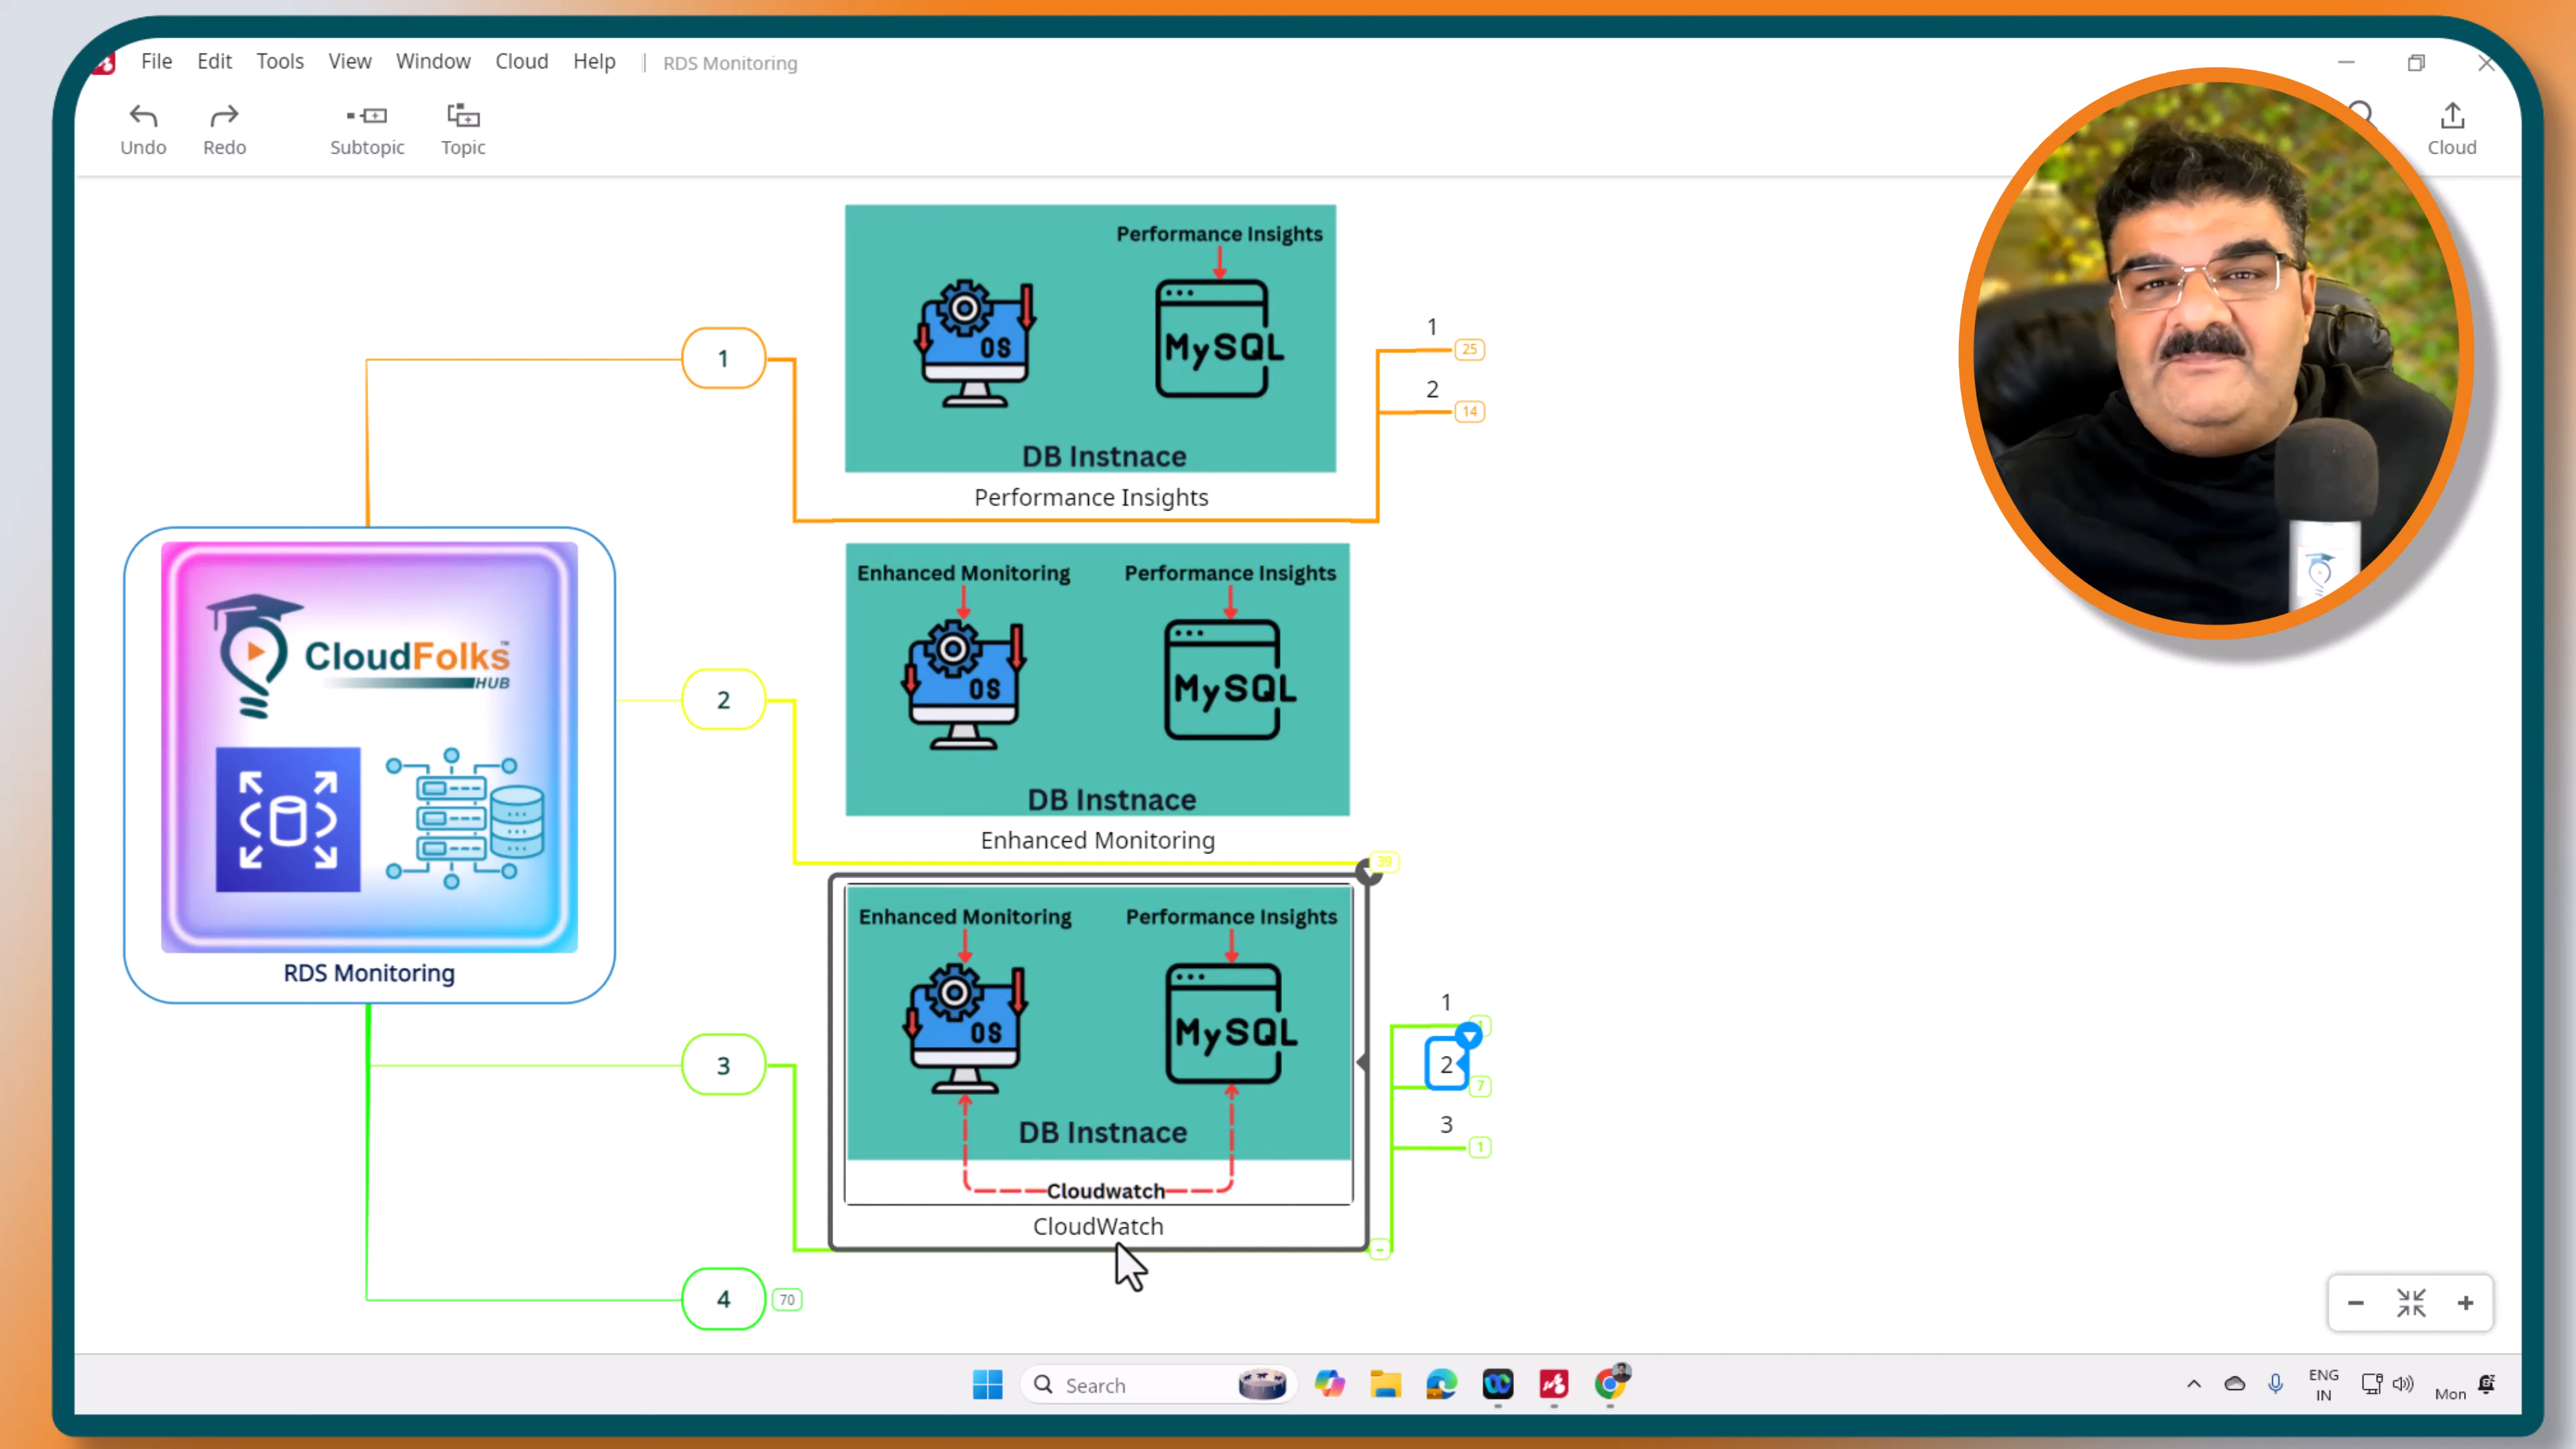 File Edit Tools View Window Cloud Help | RDS Monitoring
Undo Redo Subtopic Topic Cloud
Performance Insights
OS
MySQL
DB Instnace
Performance Insights
1
1
25
2
14
Enhanced Monitoring Performance Insights
OS
MySQL
DB Instnace
Enhanced Monitoring
2
39
CloudFolks™
HUB
RDS Monitoring
Enhanced Monitoring Performance Insights
OS
MySQL
DB Instnace
Cloudwatch
CloudWatch
3
1
2
7
3
1
4
70
Search
ENG
IN
Mon